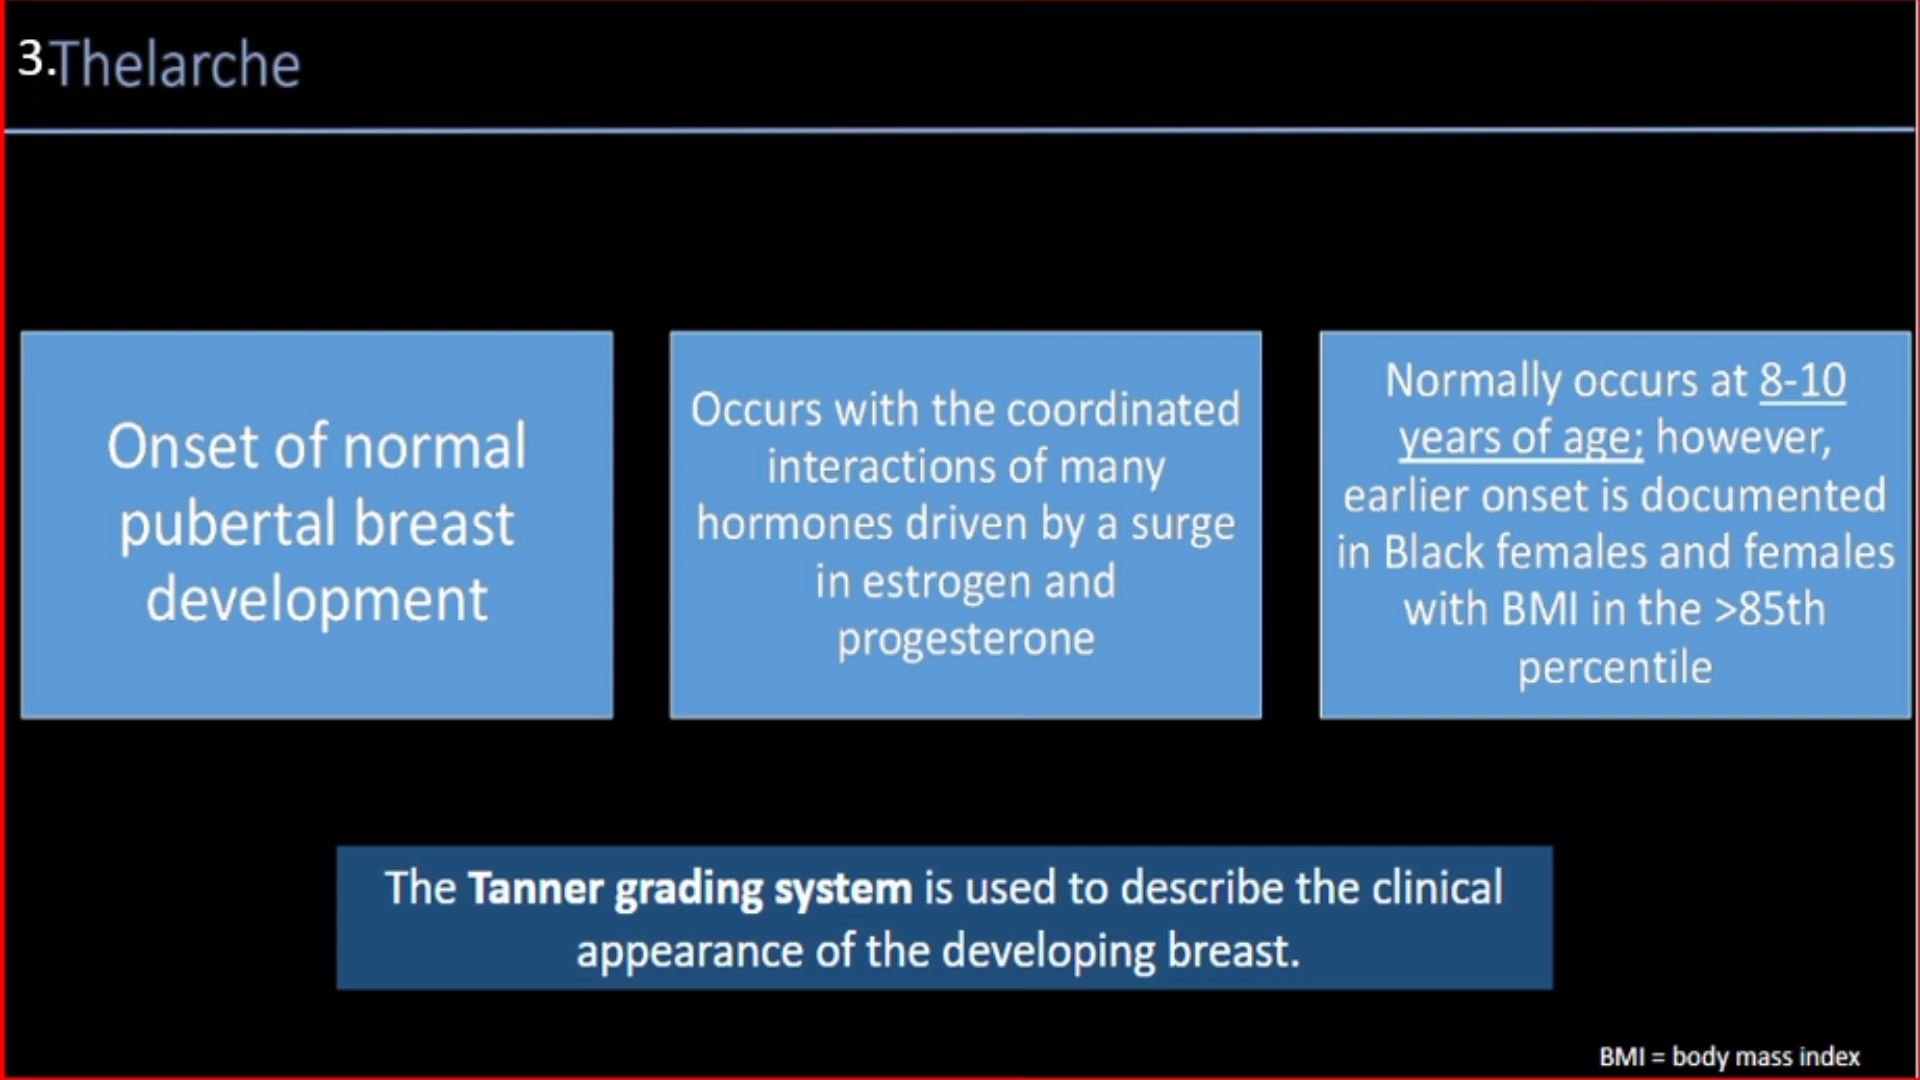 3.Thelarche
Onset of normal
pubertal breast
development
Occurs with the coordinated
interactions of many
hormones driven by a surge
in estrogen and
progesterone
Normally occurs at 8-10
years of age; however,
earlier onset is documented
in Black females and females
with BMI in the >85th
percentile
The Tanner grading system is used to describe the clinical
appearance of the developing breast.
BMI = body mass index